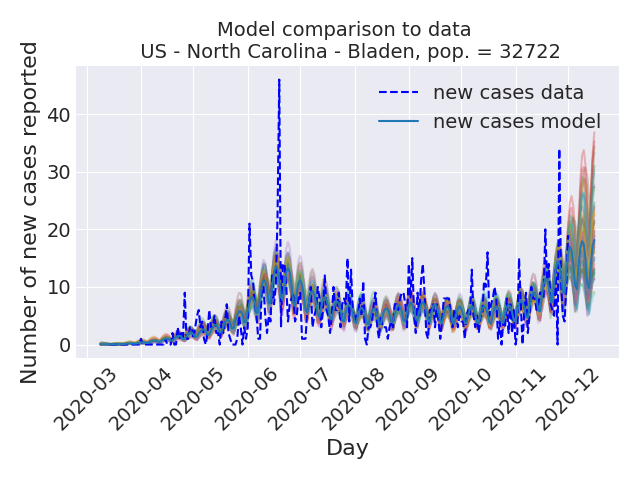 Model comparison to data
US - North Carolina - Bladen, pop. = 32722
Number of new cases reported
40
30
20
10
0
new cases data
new cases model
2020-03
2020-04
2020-05
2020-06
2020-07
2020-08
2020-09
2020-10
2020-11
2020-12
Day